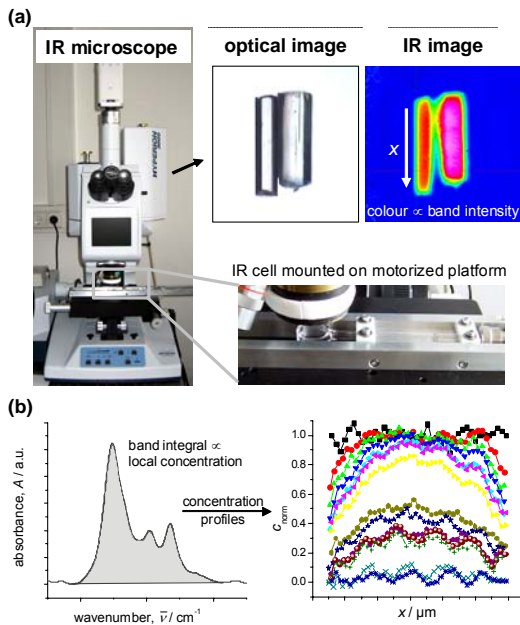 (a)
IR microscope
optical image
IR image
HYPERION
x
colour ∝ band intensity
IR cell mounted on motorized platform
(b)
absorbance, A / a.u.
band integral ∝
local concentration
concentration
profiles
wavenumber, ν̅ / cm⁻¹
c_norm
1.0
0.8
0.6
0.4
0.2
0.0
x / µm